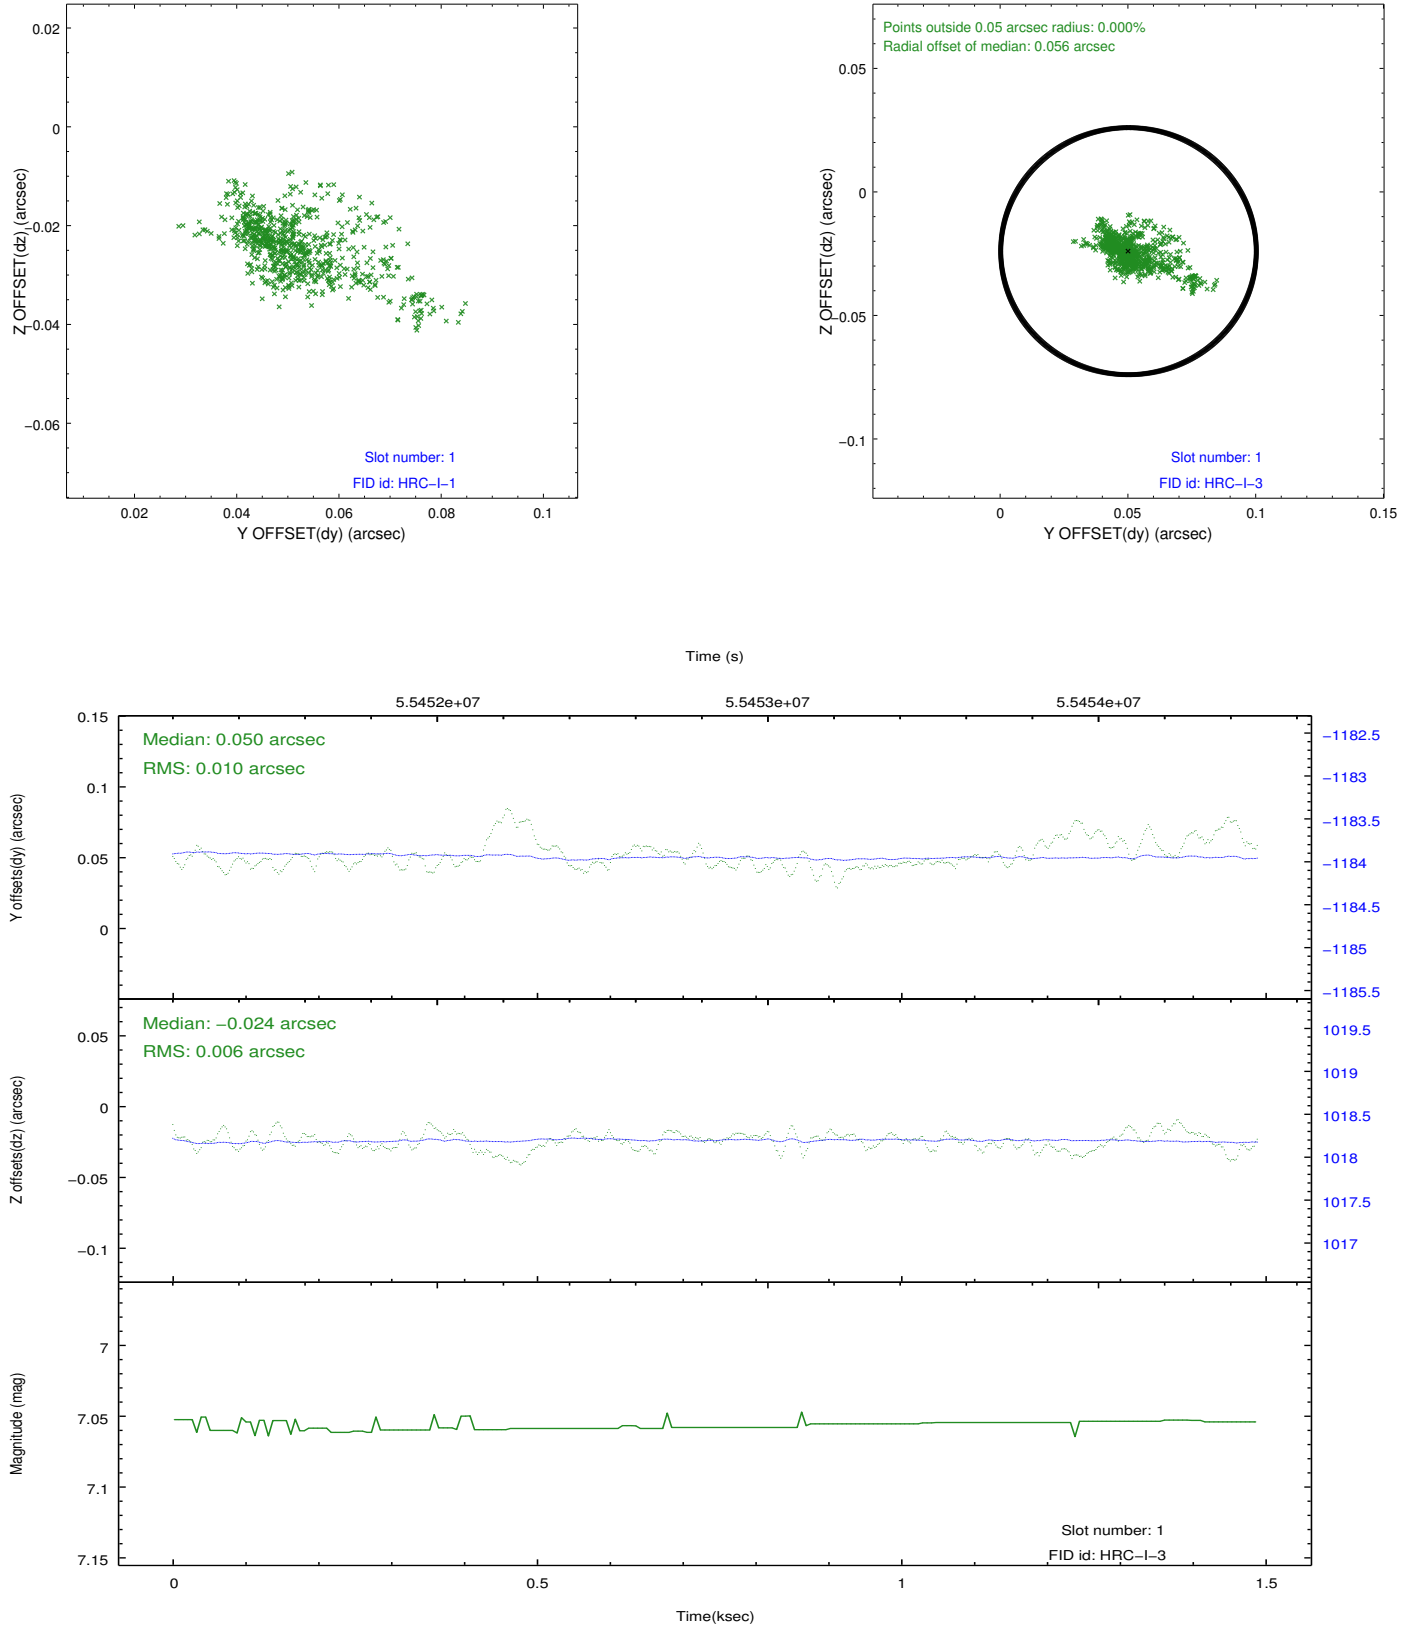 0.02
0
−0.02
−0.04
−0.06
Z OFFSET(dz) (arcsec)
Slot number: 1
FID id: HRC−I−1
0.02
0.04
0.06
0.08
0.1
Y OFFSET(dy) (arcsec)
Points outside 0.05 arcsec radius: 0.000%
Radial offset of median: 0.056 arcsec
0.05
0
−0.05
−0.1
Z OFFSET(dz) (arcsec)
Slot number: 1
FID id: HRC−I−3
0
0.05
0.1
0.15
Y OFFSET(dy) (arcsec)
Time (s)
5.5452e+07
5.5453e+07
5.5454e+07
Median: 0.050 arcsec
RMS: 0.010 arcsec
0.15
0.1
0.05
0
Y offsets(dy) (arcsec)
−1182.5
−1183
−1183.5
−1184
−1184.5
−1185
−1185.5
Median: −0.024 arcsec
RMS: 0.006 arcsec
0.05
0
−0.05
−0.1
Z offsets(dz) (arcsec)
1019.5
1019
1018.5
1018
1017.5
1017
7
7.05
7.1
7.15
Magnitude (mag)
Slot number: 1
FID id: HRC−I−3
0
0.5
1
1.5
Time(ksec)